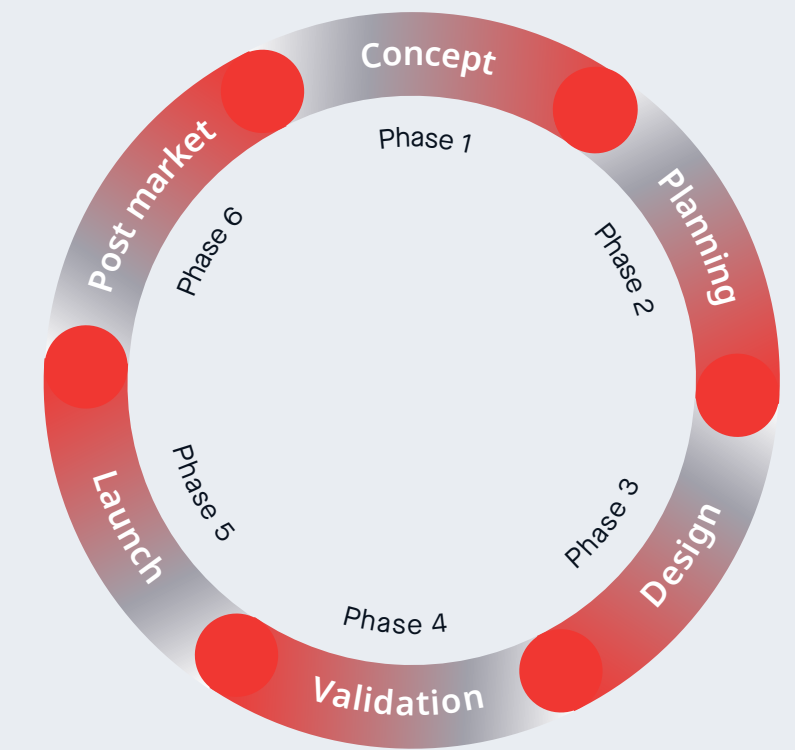 Concept
Phase 1
Planning
Phase 2
Design
Phase 3
Validation
Phase 4
Launch
Phase 5
Post market
Phase 6